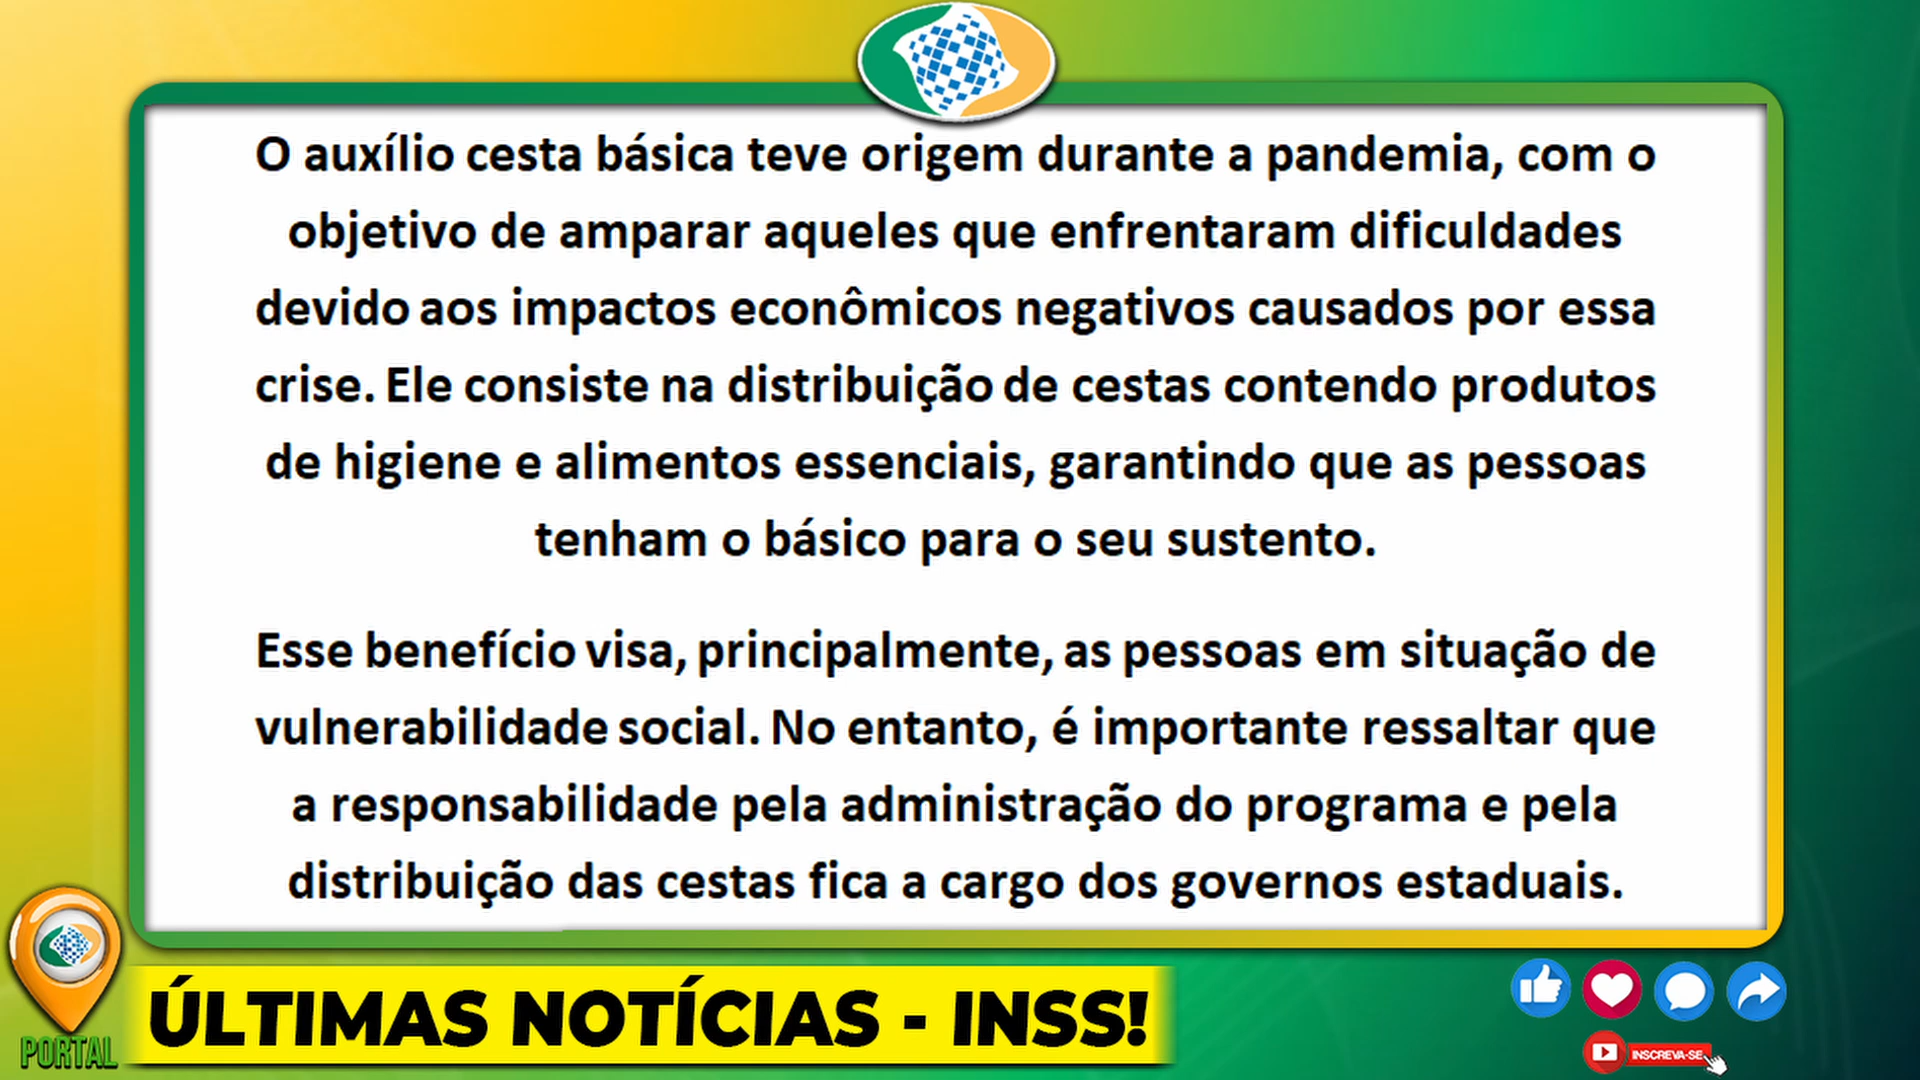 O auxílio cesta básica teve origem durante a pandemia, com o
objetivo de amparar aqueles que enfrentaram dificuldades
devido aos impactos econômicos negativos causados por essa
crise. Ele consiste na distribuição de cestas contendo produtos
de higiene e alimentos essenciais, garantindo que as pessoas
tenham o básico para o seu sustento.
Esse benefício visa, principalmente, as pessoas em situação de
vulnerabilidade social. No entanto, é importante ressaltar que
a responsabilidade pela administração do programa e pela
distribuição das cestas fica a cargo dos governos estaduais.
ÚLTIMAS NOTÍCIAS - INSS!
PORTAL
INSCREVA-SE